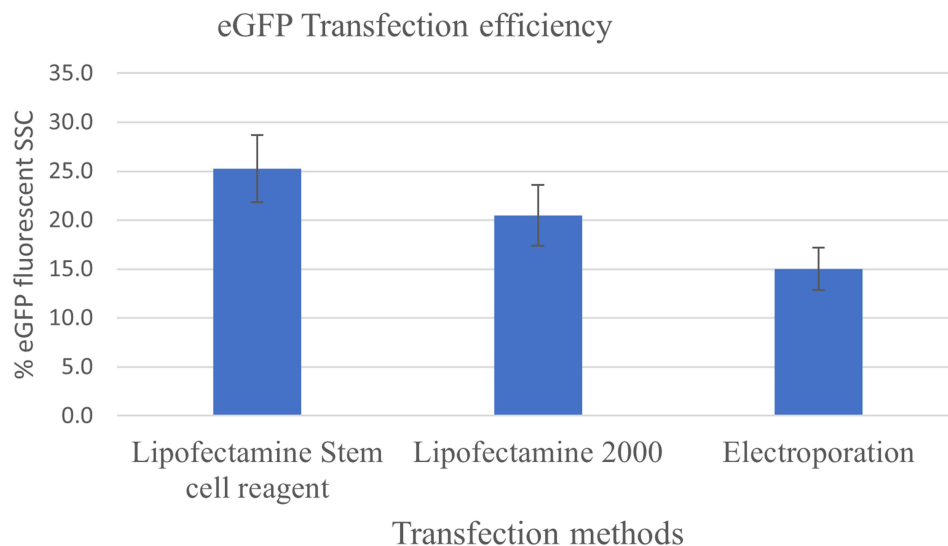 eGFP Transfection efficiency
35.0
30.0
25.0
20.0
15.0
10.0
5.0
0.0
% eGFP fluorescent SSC
Lipofectamine Stem
cell reagent
Lipofectamine 2000
Electroporation
Transfection methods